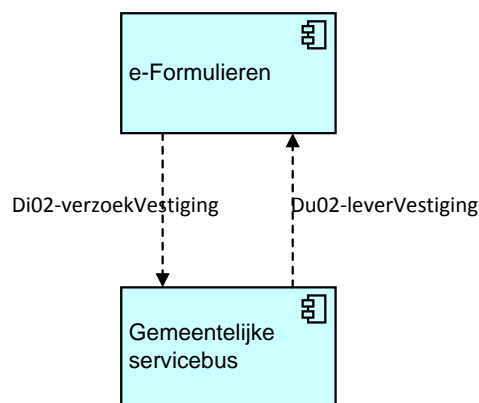 e-Formulieren
Di02-verzoekVestiging
Du02-leverVestiging
Gemeentelijke
servicebus